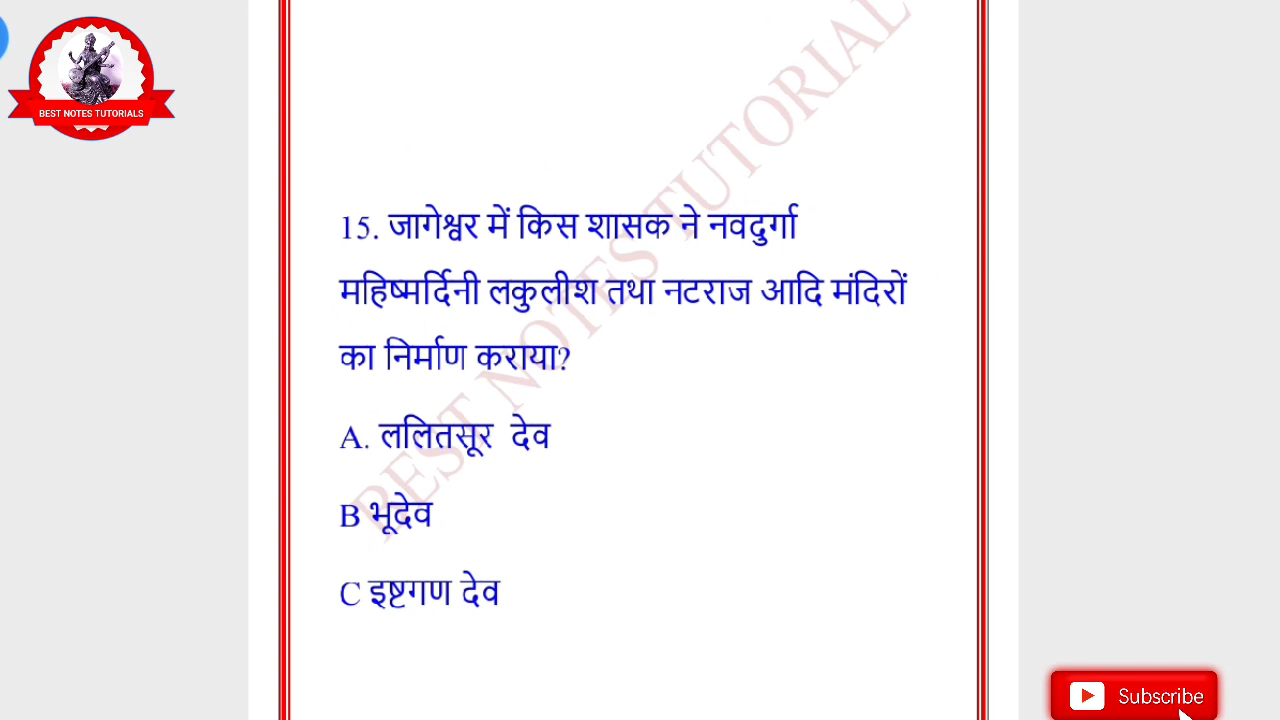 BEST NOTES TUTORIALS
BEST NOTES TUTORIAL
15. जागेश्वर में किस शासक ने नवदुर्गा
महिष्मर्दिनी लकुलीश तथा नटराज आदि मंदिरों
का निर्माण कराया?
A. ललितसूर देव
B भूदेव
C इष्टगण देव
Subscribe